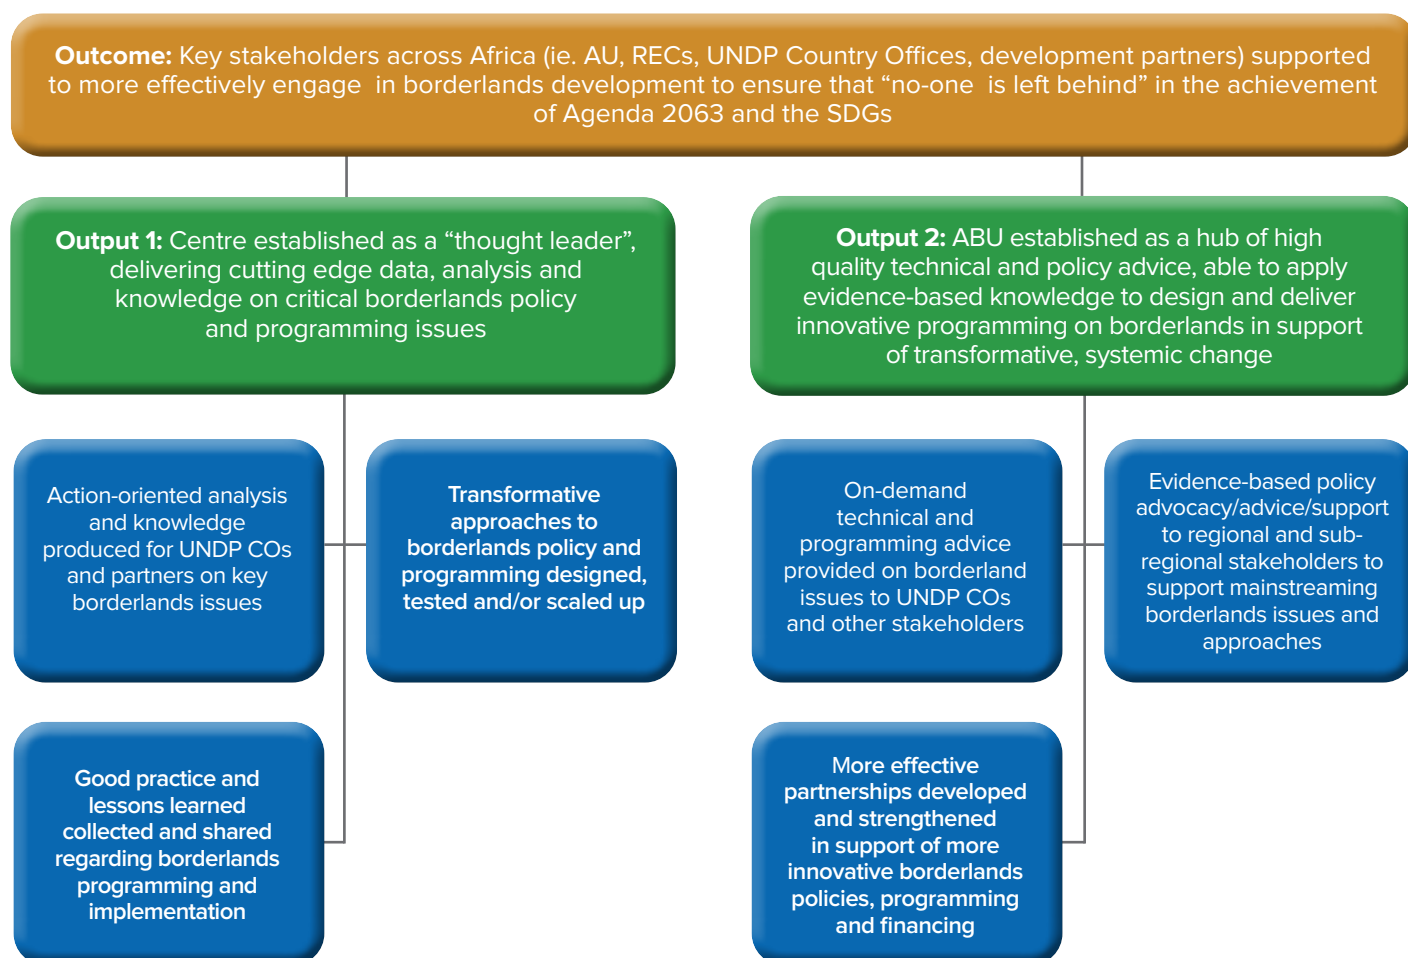 Outcome: Key stakeholders across Africa (ie. AU, RECs, UNDP Country Offices, development partners) supported
to more effectively engage in borderlands development to ensure that “no-one is left behind” in the achievement
of Agenda 2063 and the SDGs
Output 1: Centre established as a “thought leader”,
delivering cutting edge data, analysis and
knowledge on critical borderlands policy
and programming issues
Output 2: ABU established as a hub of high
quality technical and policy advice, able to apply
evidence-based knowledge to design and deliver
innovative programming on borderlands in support
of transformative, systemic change
Action-oriented analysis
and knowledge
produced for UNDP COs
and partners on key
borderlands issues
Transformative
approaches to
borderlands policy and
programming designed,
tested and/or scaled up
On-demand
technical and
programming advice
provided on borderland
issues to UNDP COs
and other stakeholders
Evidence-based policy
advocacy/advice/support
to regional and sub-
regional stakeholders to
support mainstreaming
borderlands issues and
approaches
Good practice and
lessons learned
collected and shared
regarding borderlands
programming and
implementation
More effective
partnerships developed
and strengthened
in support of more
innovative borderlands
policies, programming
and financing